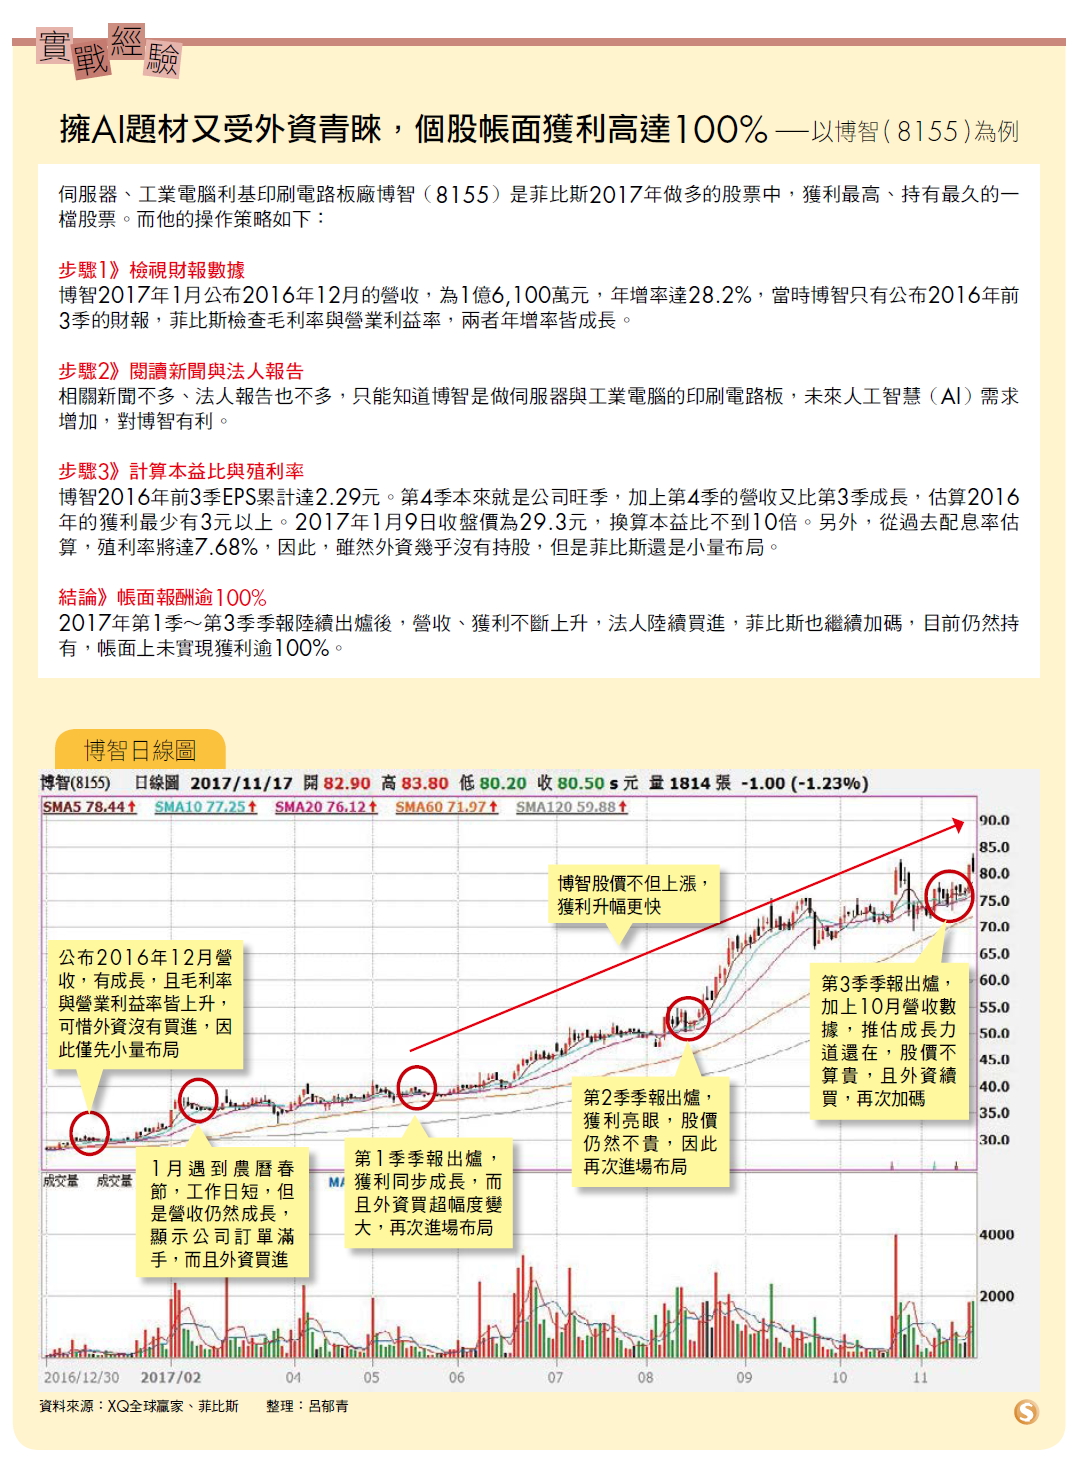 實戰經驗
擁AI題材又受外資青睞，個股帳面獲利高達100% ——以博智（8155）為例
伺服器、工業電腦利基印刷電路板廠博智（8155）是菲比斯2017年做多的股票中，獲利最高、持有最久的一
檔股票。而他的操作策略如下：
步驟1》檢視財報數據
博智2017年1月公布2016年12月的營收，為1億6,100萬元，年增率達28.2%，當時博智只有公布2016年前
3季的財報，菲比斯檢查毛利率與營業利益率，兩者年增率皆成長。
步驟2》閱讀新聞與法人報告
相關新聞不多、法人報告也不多，只能知道博智是做伺服器與工業電腦的印刷電路板，未來人工智慧（AI）需求
增加，對博智有利。
步驟3》計算本益比與殖利率
博智2016年前3季EPS累計達2.29元。第4季本來就是公司旺季，加上第4季的營收又比第3季成長，估算2016
年的獲利最少有3元以上。2017年1月9日收盤價為29.3元，換算本益比不到10倍。另外，從過去配息率估
算，殖利率將達7.68%，因此，雖然外資幾乎沒有持股，但是菲比斯還是小量布局。
結論》帳面報酬逾100%
2017年第1季～第3季季報陸續出爐後，營收、獲利不斷上升，法人陸續買進，菲比斯也繼續加碼，目前仍然持
有，帳面上未實現獲利逾100%。
博智日線圖
博智(8155) 日線圖 2017/11/17 開 82.90 高 83.80 低 80.20 收 80.50 s 元 量 1814 張 -1.00 (-1.23%)
SMA5 78.44↑ SMA10 77.25↑ SMA20 76.12↑ SMA60 71.97↑ SMA120 59.88↑
90.0
85.0
80.0
75.0
70.0
65.0
60.0
55.0
50.0
45.0
40.0
35.0
30.0
博智股價不但上漲，
獲利升幅更快
公布2016年12月營
收，有成長，且毛利率
與營業利益率皆上升，
可惜外資沒有買進，因
此僅先小量布局
第3季季報出爐，
加上10月營收數
據，推估成長力
道還在，股價不
算貴，且外資續
買，再次加碼
第2季季報出爐，
獲利亮眼，股價
仍然不貴，因此
再次進場布局
第1季季報出爐，
獲利同步成長，而
且外資買超幅度變
大，再次進場布局
1月遇到農曆春
節，工作日短，但
是營收仍然成長，
顯示公司訂單滿
手，而且外資買進
成交量 成交量 MA
4000
2000
2016/12/30 2017/02 04 05 06 07 08 09 10 11
資料來源：XQ全球贏家、菲比斯 整理：呂郁青
S